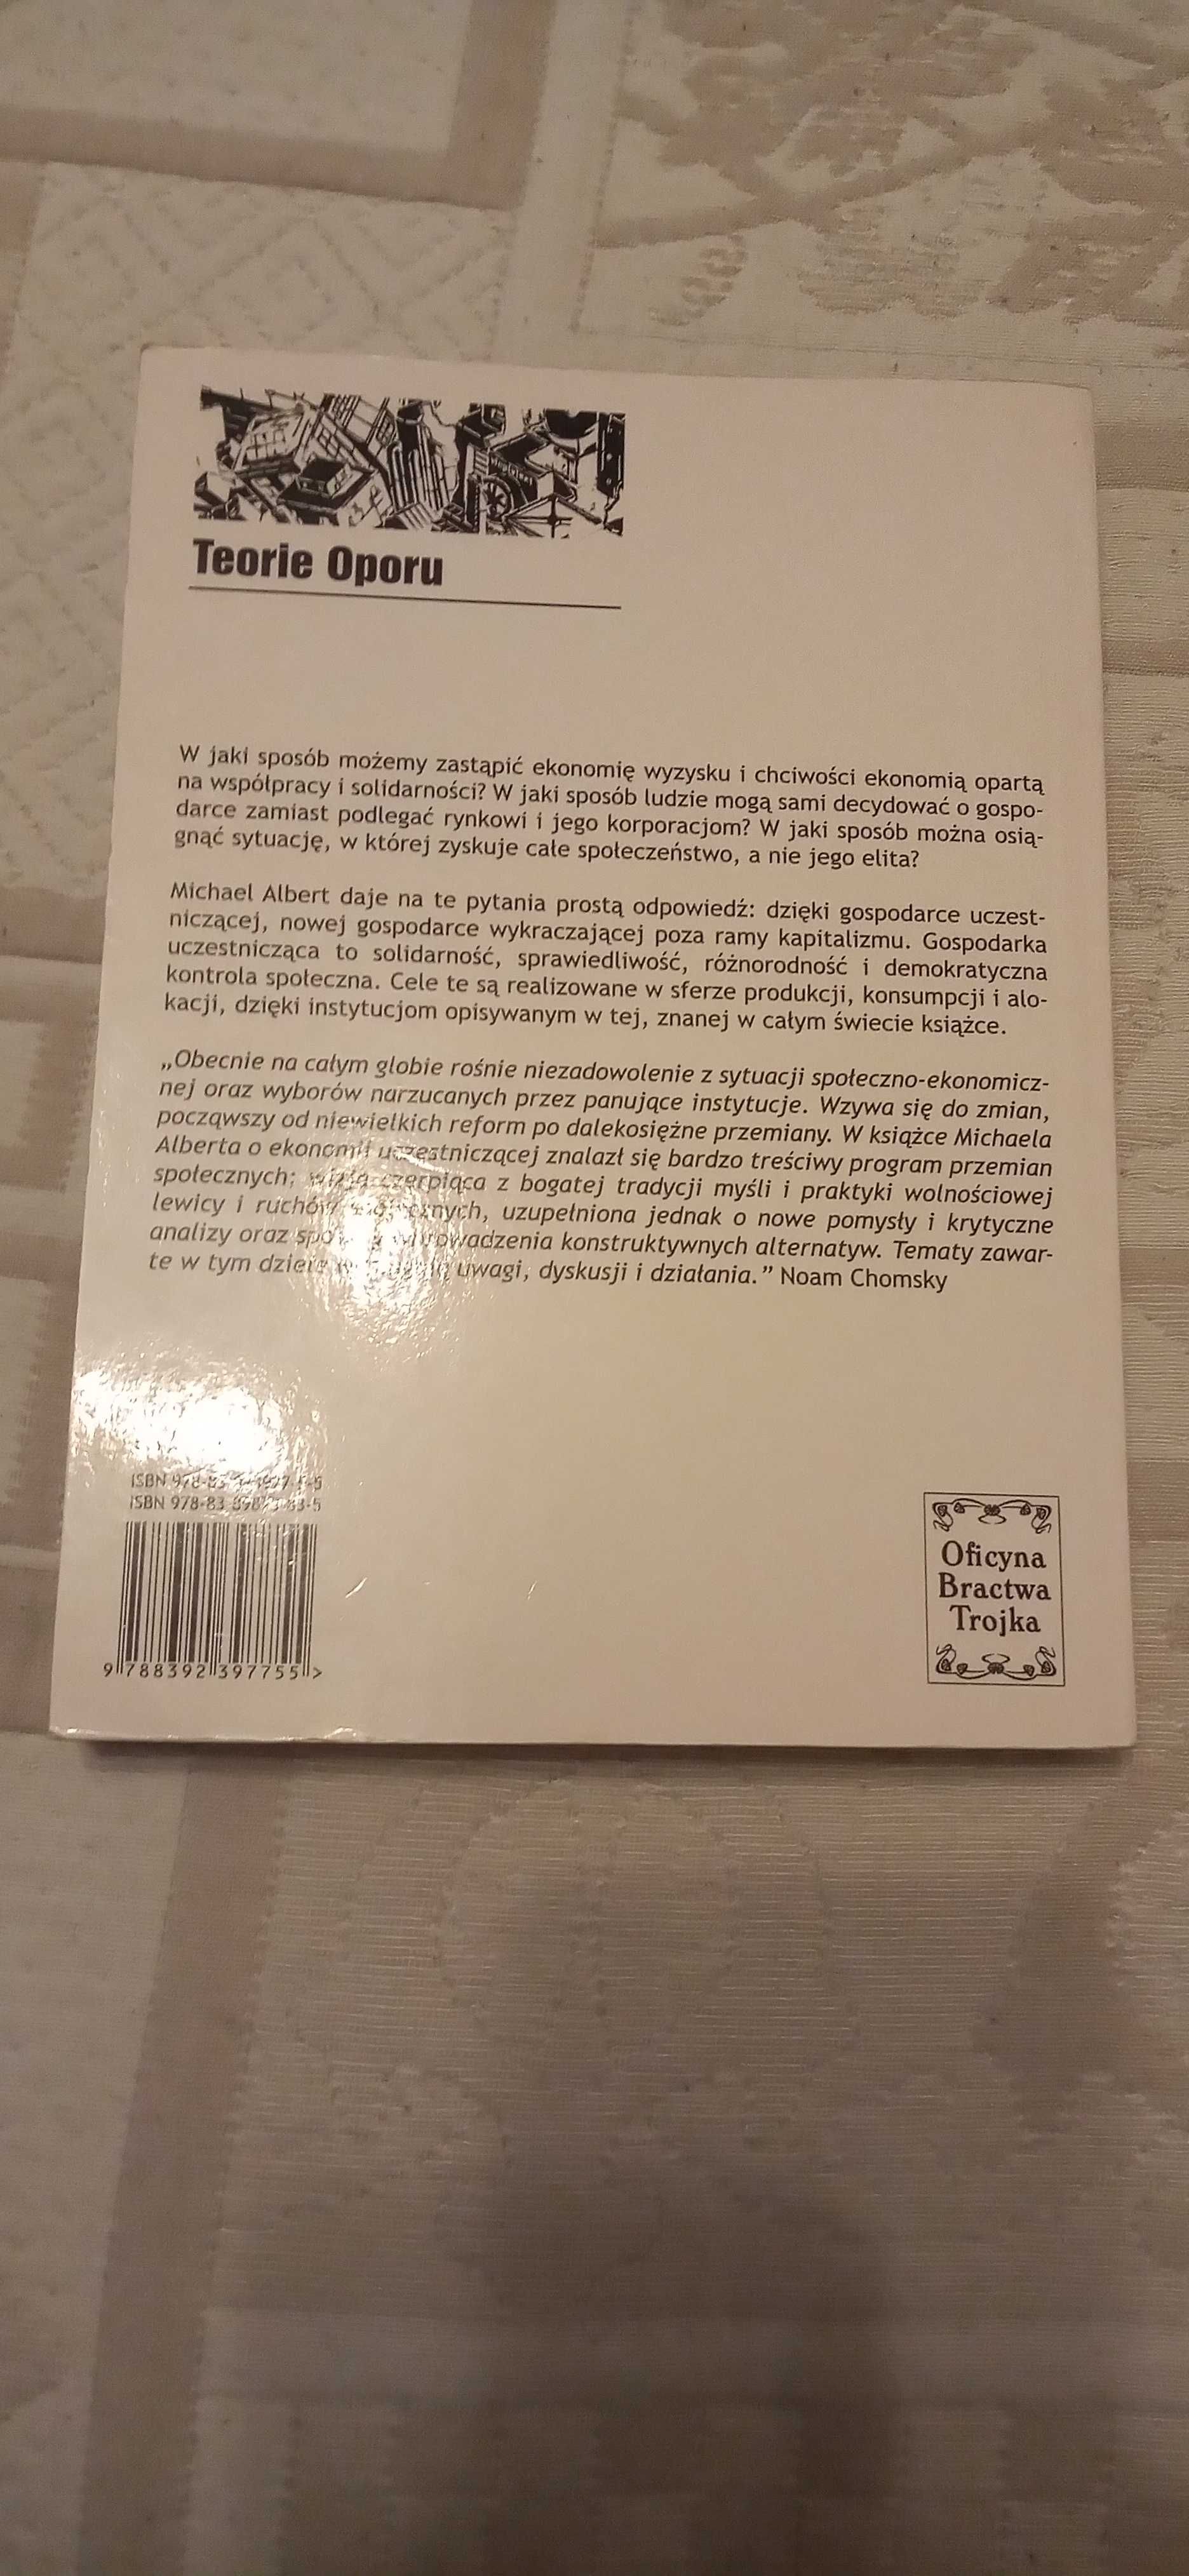 Teorie Oporu
W jaki sposób możemy zastąpić ekonomię wyzysku i chciwości ekonomią opartą
na współpracy i solidarności? W jaki sposób ludzie mogą sami decydować o gospo-
darce zamiast podlegać rynkowi i jego korporacjom? W jaki sposób można osią-
gnąć sytuację, w której zyskuje całe społeczeństwo, a nie jego elita?
Michael Albert daje na te pytania prostą odpowiedź: dzięki gospodarce uczest-
niczącej, nowej gospodarce wykraczającej poza ramy kapitalizmu. Gospodarka
uczestnicząca to solidarność, sprawiedliwość, różnorodność i demokratyczna
kontrola społeczna. Cele te są realizowane w sferze produkcji, konsumpcji i alo-
kacji, dzięki instytucjom opisywanym w tej, znanej w całym świecie książce.
„Obecnie na całym globie rośnie niezadowolenie z sytuacji społeczno-ekonomicz-
nej oraz wyborów narzucanych przez panujące instytucje. Wzywa się do zmian,
począwszy od niewielkich reform po dalekosiężne przemiany. W książce Michaela
Alberta o ekonomii uczestniczącej znalazł się bardzo treściwy program przemian
społecznych; wizja czerpiąca z bogatej tradycji myśli i praktyki wolnościowej
lewicy i ruchów uzupełniona jednak o nowe pomysły i krytyczne
analizy oraz wprowadzenia konstruktywnych alternatyw. Tematy zawar-
te w tym dziele uwagi, dyskusji i działania.” Noam Chomsky
ISBN
ISBN
9 788392 397755 >
Oficyna
Bractwa
Trojka